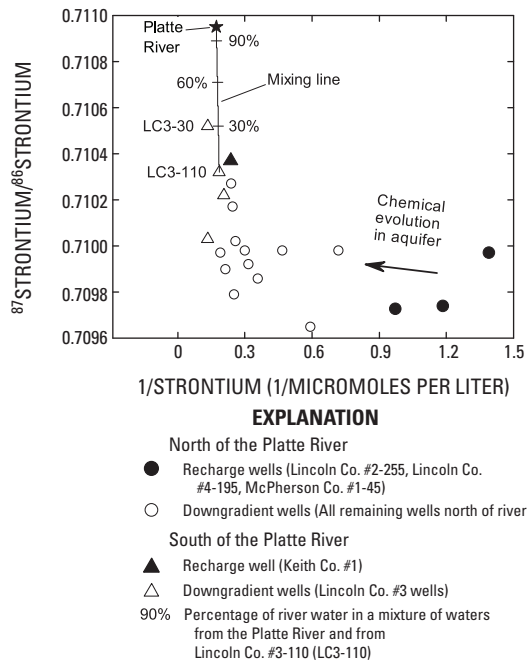 0.7110
Platte
River
90%
0.7108
60%
Mixing line
0.7106
LC3-30
30%
0.7104
LC3-110
0.7102
Chemical
evolution
in aquifer
0.7100
0.7098
0.7096
⁸⁷STRONTIUM/⁸⁶STRONTIUM
0 0.3 0.6 0.9 1.2 1.5
1/STRONTIUM (1/MICROMOLES PER LITER)
EXPLANATION
North of the Platte River
Recharge wells (Lincoln Co. #2-255, Lincoln Co.
#4-195, McPherson Co. #1-45)
Downgradient wells (All remaining wells north of river
South of the Platte River
Recharge well (Keith Co. #1)
Downgradient wells (Lincoln Co. #3 wells)
90% Percentage of river water in a mixture of waters
from the Platte River and from
Lincoln Co. #3-110 (LC3-110)